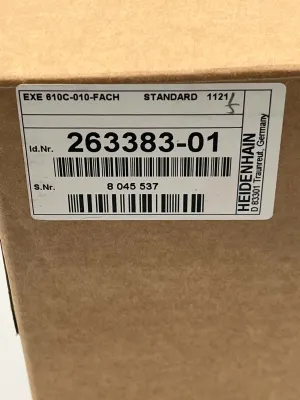 EXE 610C-010-FACH STANDARD 1121
Id.Nr. 263383-01
S.Nr. 8 045 537
HEIDENHAIN
D 83301 Traunreut, Germany